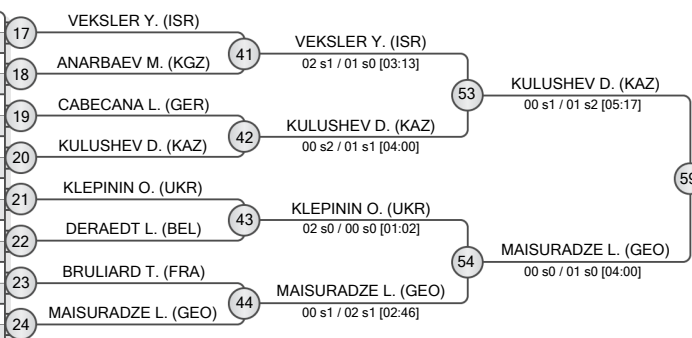 17
VEKSLER Y. (ISR)
18
ANARBAEV M. (KGZ)
41
VEKSLER Y. (ISR)
02 s1 / 01 s0 [03:13]
19
CABECANA L. (GER)
20
KULUSHEV D. (KAZ)
42
KULUSHEV D. (KAZ)
00 s2 / 01 s1 [04:00]
53
KULUSHEV D. (KAZ)
00 s1 / 01 s2 [05:17]
21
KLEPININ O. (UKR)
22
DERAEDT L. (BEL)
43
KLEPININ O. (UKR)
02 s0 / 00 s0 [01:02]
23
BRULIARD T. (FRA)
24
MAISURADZE L. (GEO)
44
MAISURADZE L. (GEO)
00 s1 / 02 s1 [02:46]
54
MAISURADZE L. (GEO)
00 s0 / 01 s0 [04:00]
59